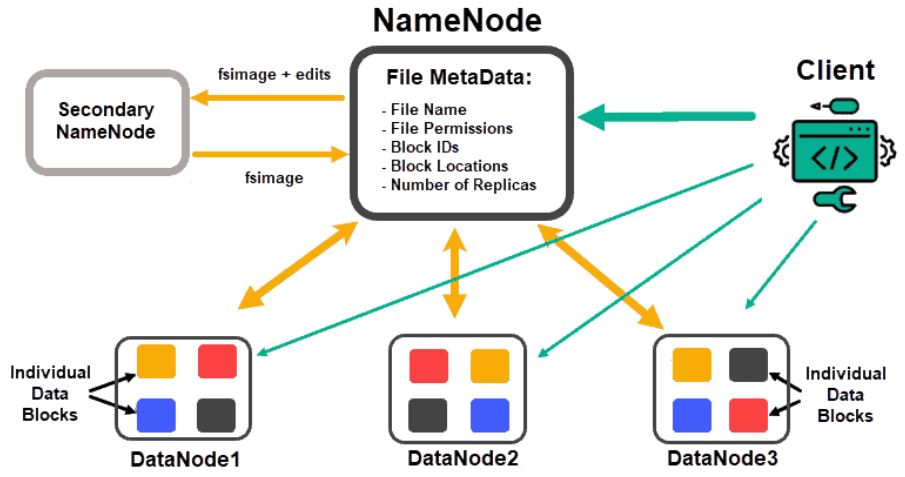 NameNode
fsimage + edits
Secondary
NameNode
fsimage
File MetaData:
- File Name
- File Permissions
- Block IDs
- Block Locations
- Number of Replicas
Client
</>
Individual
Data
Blocks
Individual
Data
Blocks
DataNode1
DataNode2
DataNode3